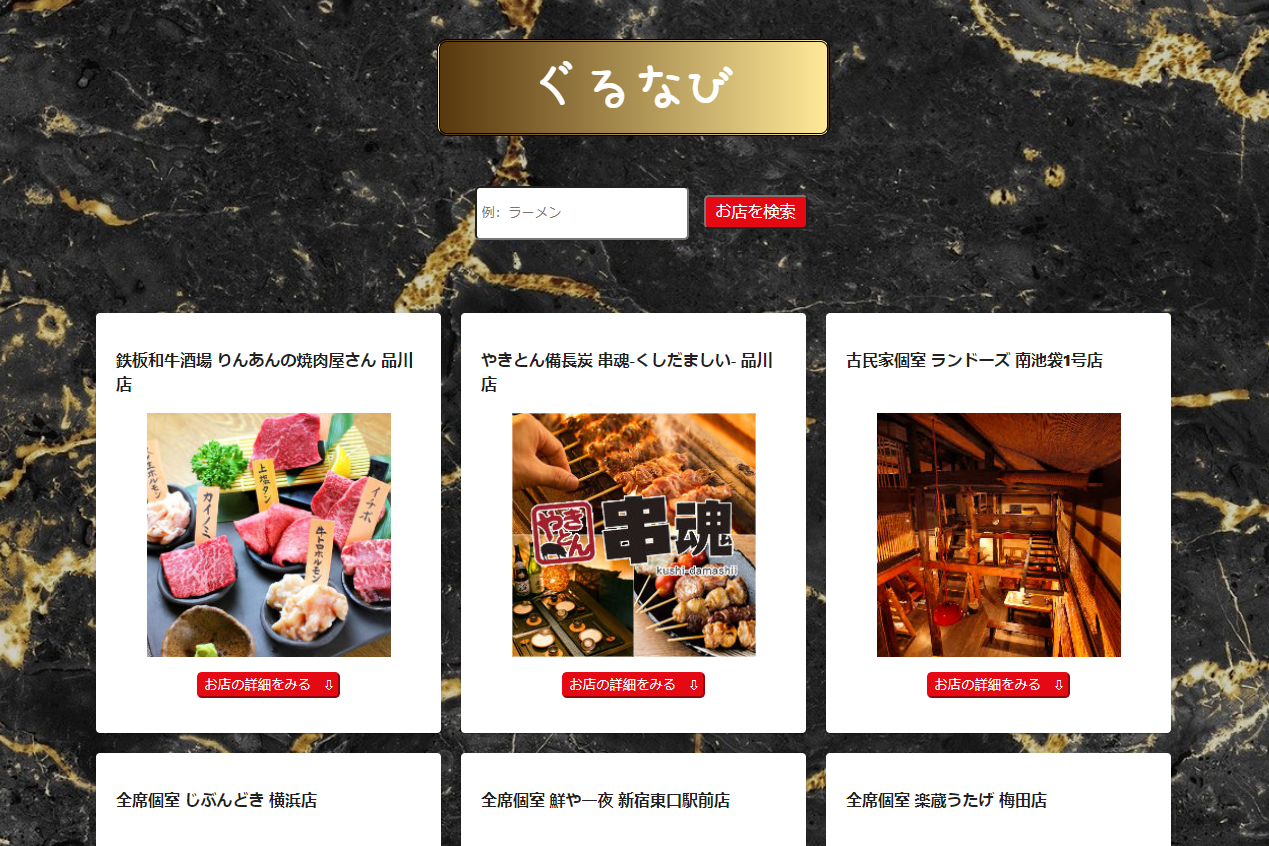 ぐるなび
例: ラーメン
お店を検索
鉄板和牛酒場 りんあんの焼肉屋さん 品川
店
やきとん備長炭 串魂-くしだましい- 品川
店
古民家個室 ランドーズ 南池袋1号店
上塩タン
カイノミ
イチボ
牛トロホルモン
やきとん
串魂
kushi-damashii
お店の詳細をみる ⇩
お店の詳細をみる ⇩
お店の詳細をみる ⇩
全席個室 じぶんどき 横浜店
全席個室 鮮や一夜 新宿東口駅前店
全席個室 楽蔵うたげ 梅田店